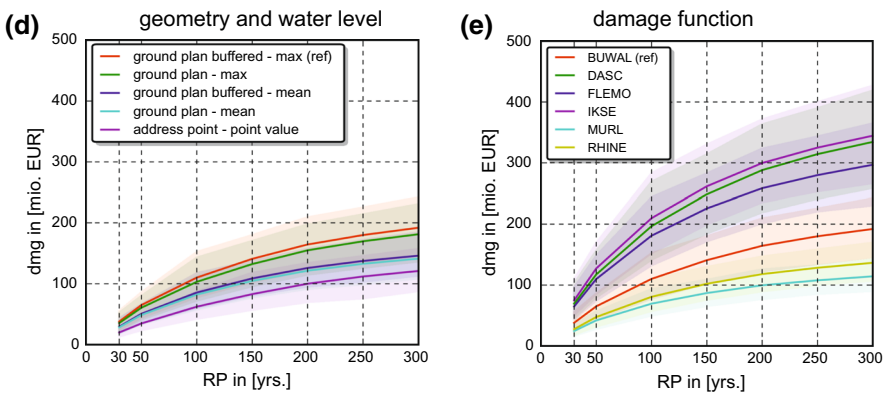 (d)
geometry and water level
500
400
300
200
100
0
dmg in [mio. EUR]
ground plan buffered - max (ref)
ground plan - max
ground plan buffered - mean
ground plan - mean
address point - point value
0 30 50 100 150 200 250 300
RP in [yrs.]
(e)
damage function
500
400
300
200
100
0
dmg in [mio. EUR]
BUWAL (ref)
DASC
FLEMO
IKSE
MURL
RHINE
0 30 50 100 150 200 250 300
RP in [yrs.]